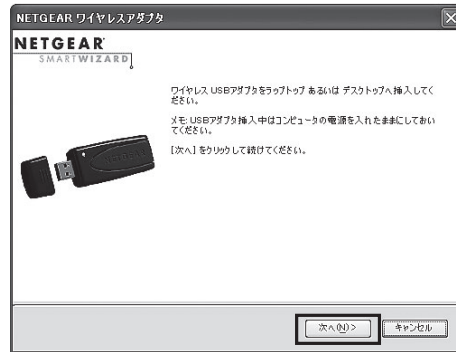 NETGEAR ワイヤレスアダプタ
NETGEAR
SMARTWIZARD
ワイヤレス USBアダプタをラップトップ あるいは デスクトップへ挿入してく
ださい。
メモ: USBアダプタ挿入中はコンピュータの電源を入れたままにしておい
てください。
[次へ] をクリックして続けてください。
NETGEAR
次へ(N)>
キャンセル